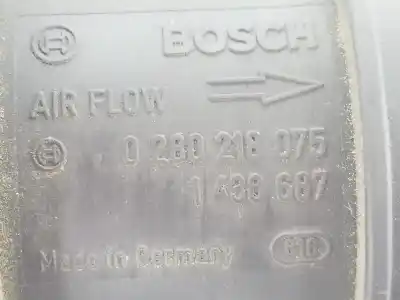 BOSCH
AIR FLOW
0 280 218 075
1 438 687
Made in Germany